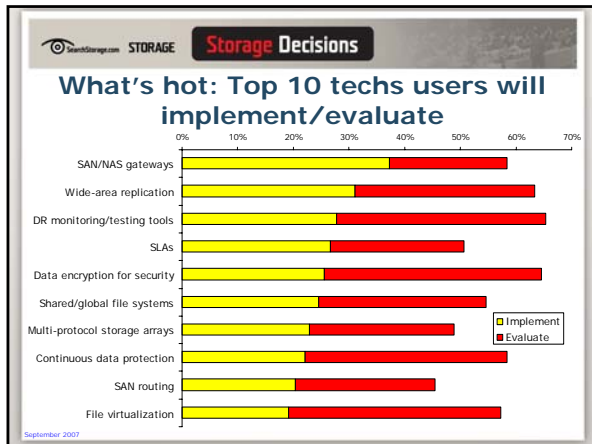 SearchStorage.com STORAGE Storage Decisions
What's hot: Top 10 techs users will
implement/evaluate
0% 10% 20% 30% 40% 50% 60% 70%
SAN/NAS gateways
Wide-area replication
DR monitoring/testing tools
SLAs
Data encryption for security
Shared/global file systems
Multi-protocol storage arrays
Continuous data protection
SAN routing
File virtualization
Implement
Evaluate
September 2007